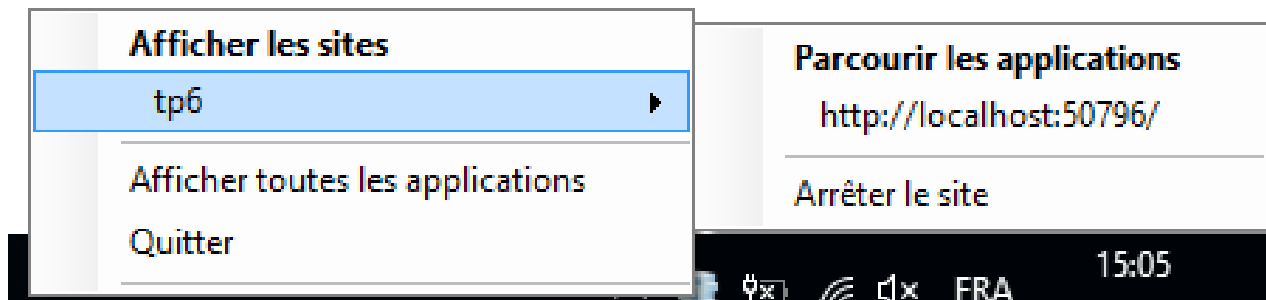 Afficher les sites
tp6
Afficher toutes les applications
Quitter
Parcourir les applications
http://localhost:50796/
Arrêter le site
FRA
15:05